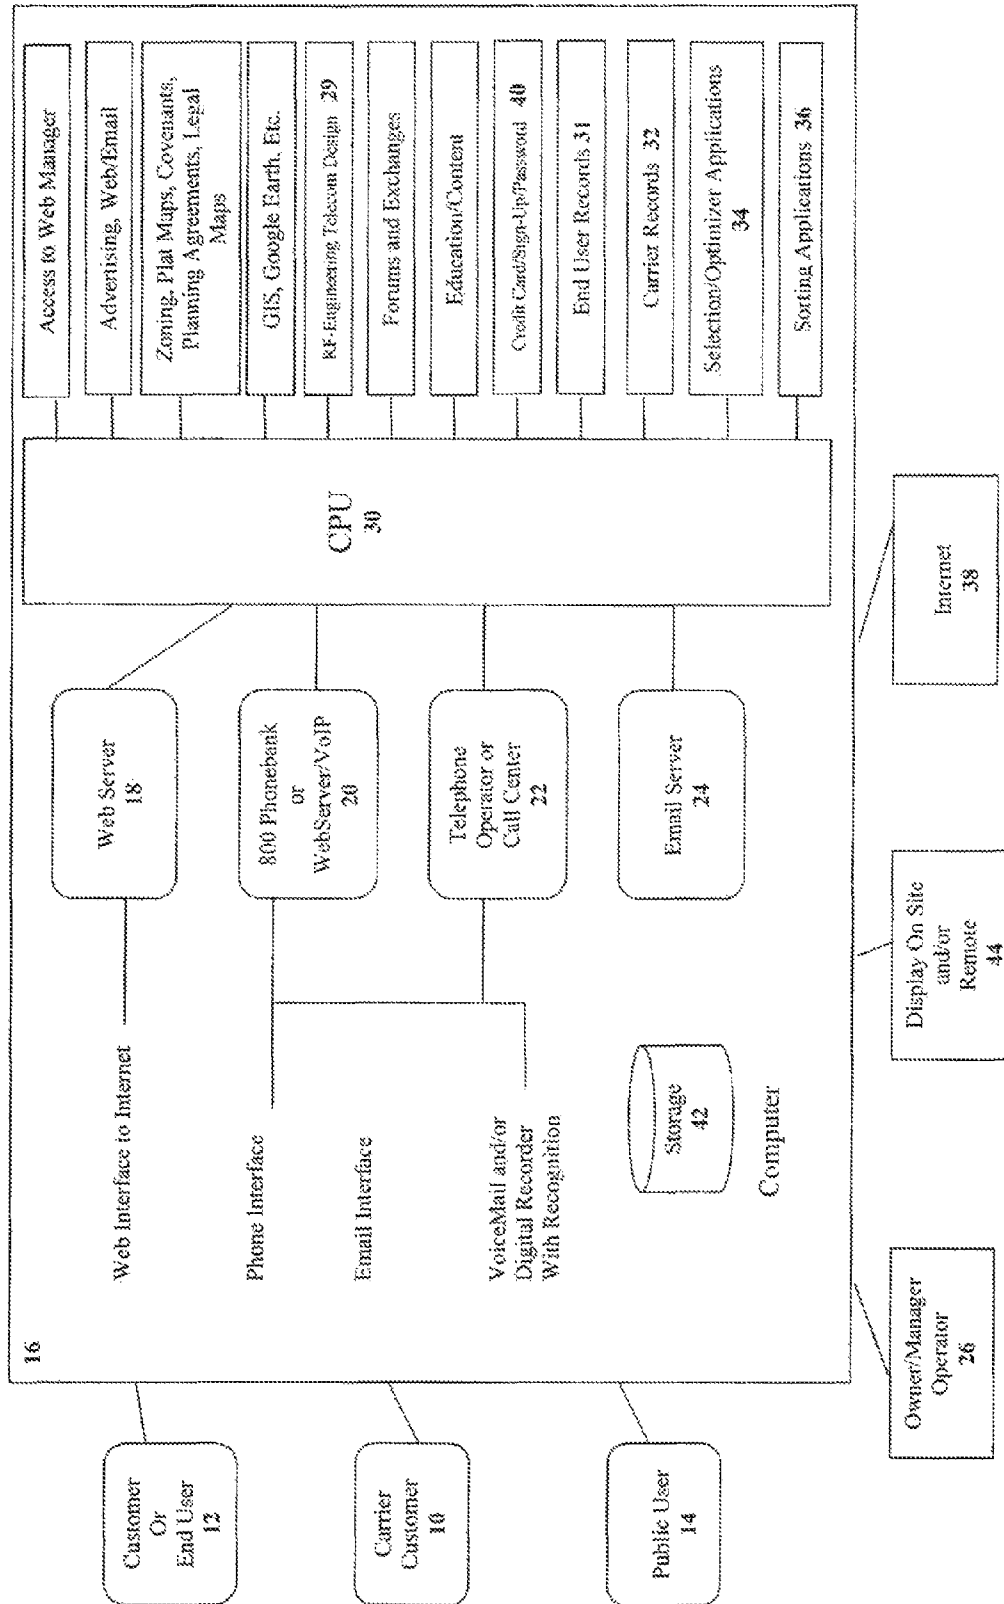 16
Customer
Or
End User
12
Carrier
Customer
10
Public User
14
Web Interface to Internet
Phone Interface
Email Interface
VoiceMail and/or
Digital Recorder
With Recognition
Storage
42
Computer
Web Server
18
800 Phonebank
or
WebServer/VoIP
20
Telephone
Operator or
Call Center
22
Email Server
24
CPU
30
Access to Web Manager
Advertising, Web/Email
Zoning, Plat Maps, Covenants,
Planning Agreements, Legal
Maps
GIS, Google Earth, Etc.
RF-Engineering Telecom Design 29
Forums and Exchanges
Education/Content
Credit Card/Sign-Up/Password 40
End User Records 31
Carrier Records 32
Selection/Optimizer Applications
34
Sorting Applications 36
Owner/Manager
Operator
26
Display On Site
and/or
Remote
44
Internet
38